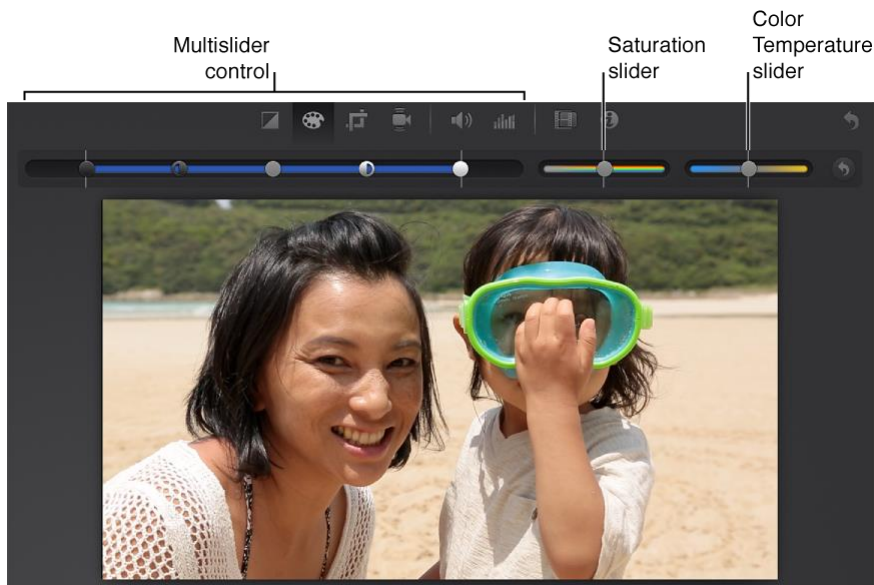 Multislider
control
Saturation
slider
Color
Temperature
slider